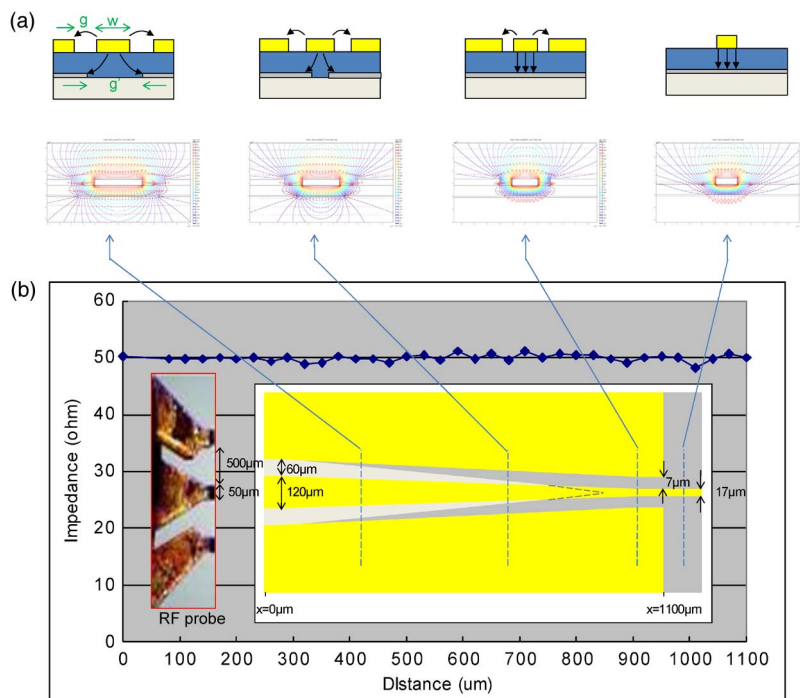 (a)
g w
g'
(b)
60
50
40
30
20
10
0
Impedance (ohm)
500µm
50µm
60µm
120µm
7µm
17µm
RF probe
x=0µm
x=1100µm
0 100 200 300 400 500 600 700 800 900 1000 1100
DIstance (um)